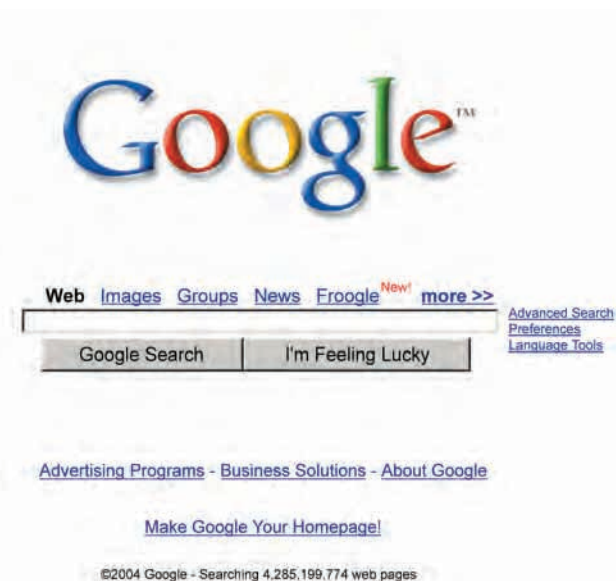 Google™
Web Images Groups News Froogle New! more >>
Advanced Search
Preferences
Language Tools
Google Search I'm Feeling Lucky
Advertising Programs - Business Solutions - About Google
Make Google Your Homepage!
©2004 Google - Searching 4,285,199,774 web pages